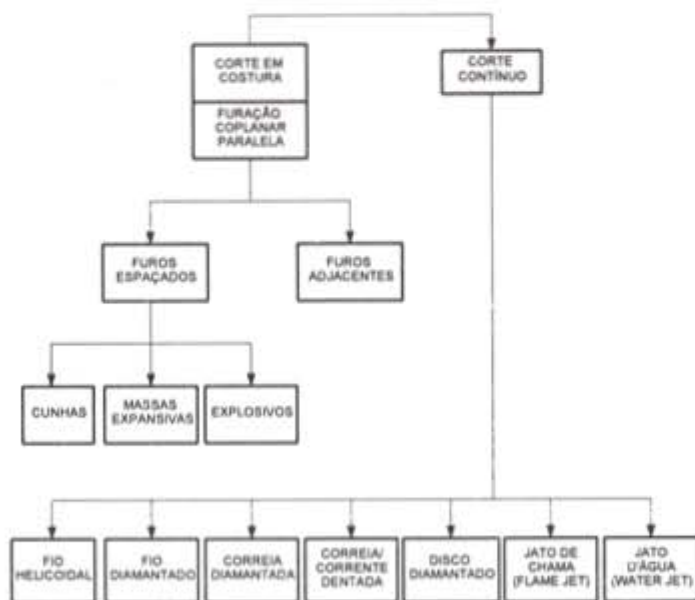 CORTE EM
COSTURA
FURAÇÃO
COPLANAR
PARALELA
CORTE
CONTÍNUO
FUROS
ESPAÇADOS
FUROS
ADJACENTES
CUNHAS
MASSAS
EXPANSIVAS
EXPLOSIVOS
FIO
HELICOIDAL
FIO
DIAMANTADO
CORREIA
DIAMANTADA
CORREIA/
CORRENTE
DENTADA
DISCO
DIAMANTADO
JATO DE
CHAMA
(FLAME JET)
JATO
D'ÁGUA
(WATER JET)